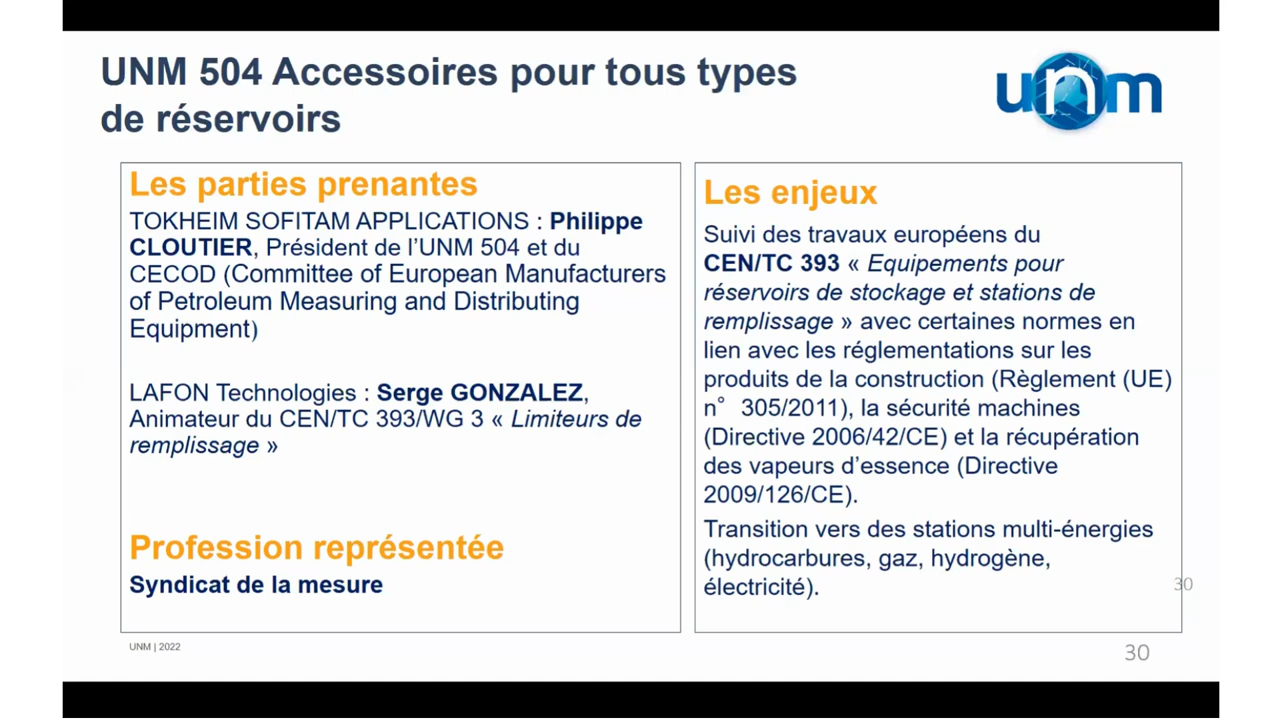 UNM 504 Accessoires pour tous types
de réservoirs
unm
Les parties prenantes
TOKHEIM SOFITAM APPLICATIONS : Philippe
CLOUTIER, Président de l’UNM 504 et du
CECOD (Committee of European Manufacturers
of Petroleum Measuring and Distributing
Equipment)
LAFON Technologies : Serge GONZALEZ,
Animateur du CEN/TC 393/WG 3 « Limiteurs de
remplissage »
Profession représentée
Syndicat de la mesure
Les enjeux
Suivi des travaux européens du
CEN/TC 393 « Equipements pour
réservoirs de stockage et stations de
remplissage » avec certaines normes en
lien avec les réglementations sur les
produits de la construction (Règlement (UE)
n° 305/2011), la sécurité machines
(Directive 2006/42/CE) et la récupération
des vapeurs d’essence (Directive
2009/126/CE).
Transition vers des stations multi-énergies
(hydrocarbures, gaz, hydrogène,
électricité).
30
UNM | 2022
30